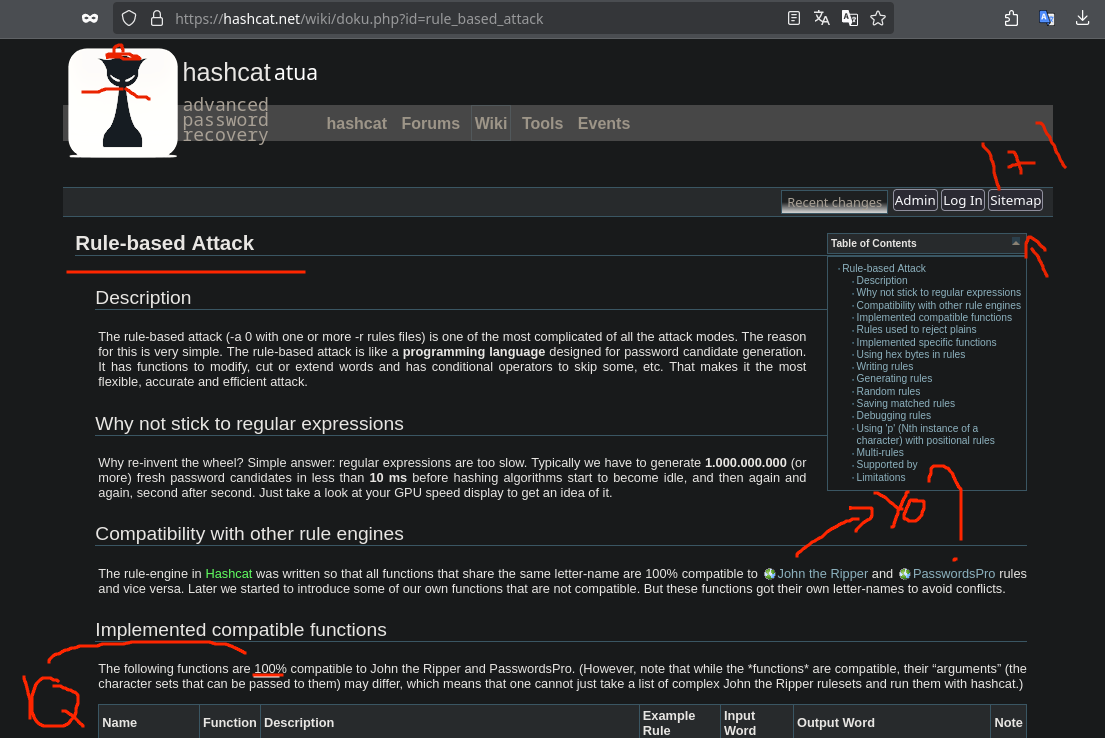 https://hashcat.net/wiki/doku.php?id=rule_based_attack
hashcat atua
advanced
password
recovery
hashcat Forums Wiki Tools Events
1+1
Recent changes Admin Log In Sitemap
Rule-based Attack
Table of Contents
Rule-based Attack
Description
Why not stick to regular expressions
Compatibility with other rule engines
Implemented compatible functions
Rules used to reject plains
Implemented specific functions
Using hex bytes in rules
Writing rules
Generating rules
Random rules
Saving matched rules
Debugging rules
Using 'p' (Nth instance of a
character) with positional rules
Multi-rules
Supported by
Limitations
Description
The rule-based attack (-a 0 with one or more -r rules files) is one of the most complicated of all the attack modes. The reason
for this is very simple. The rule-based attack is like a programming language designed for password candidate generation.
It has functions to modify, cut or extend words and has conditional operators to skip some, etc. That makes it the most
flexible, accurate and efficient attack.
Why not stick to regular expressions
Why re-invent the wheel? Simple answer: regular expressions are too slow. Typically we have to generate 1.000.000.000 (or
more) fresh password candidates in less than 10 ms before hashing algorithms start to become idle, and then again and
again, second after second. Just take a look at your GPU speed display to get an idea of it.
YO?
Compatibility with other rule engines
The rule-engine in Hashcat was written so that all functions that share the same letter-name are 100% compatible to John the Ripper and PasswordsPro rules
and vice versa. Later we started to introduce some of our own functions that are not compatible. But these functions got their own letter-names to avoid conflicts.
Implemented compatible functions
The following functions are 100% compatible to John the Ripper and PasswordsPro. (However, note that while the *functions* are compatible, their “arguments” (the
character sets that can be passed to them) may differ, which means that one cannot just take a list of complex John the Ripper rulesets and run them with hashcat.)
Name Function Description Example Rule Input Word Output Word Note